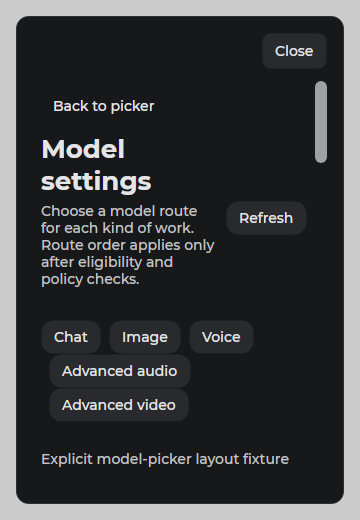 Close
Back to picker
Model
settings
Choose a model route
for each kind of work.
Route order applies only
after eligibility and
policy checks.
Refresh
Chat Image Voice
Advanced audio
Advanced video
Explicit model-picker layout fixture